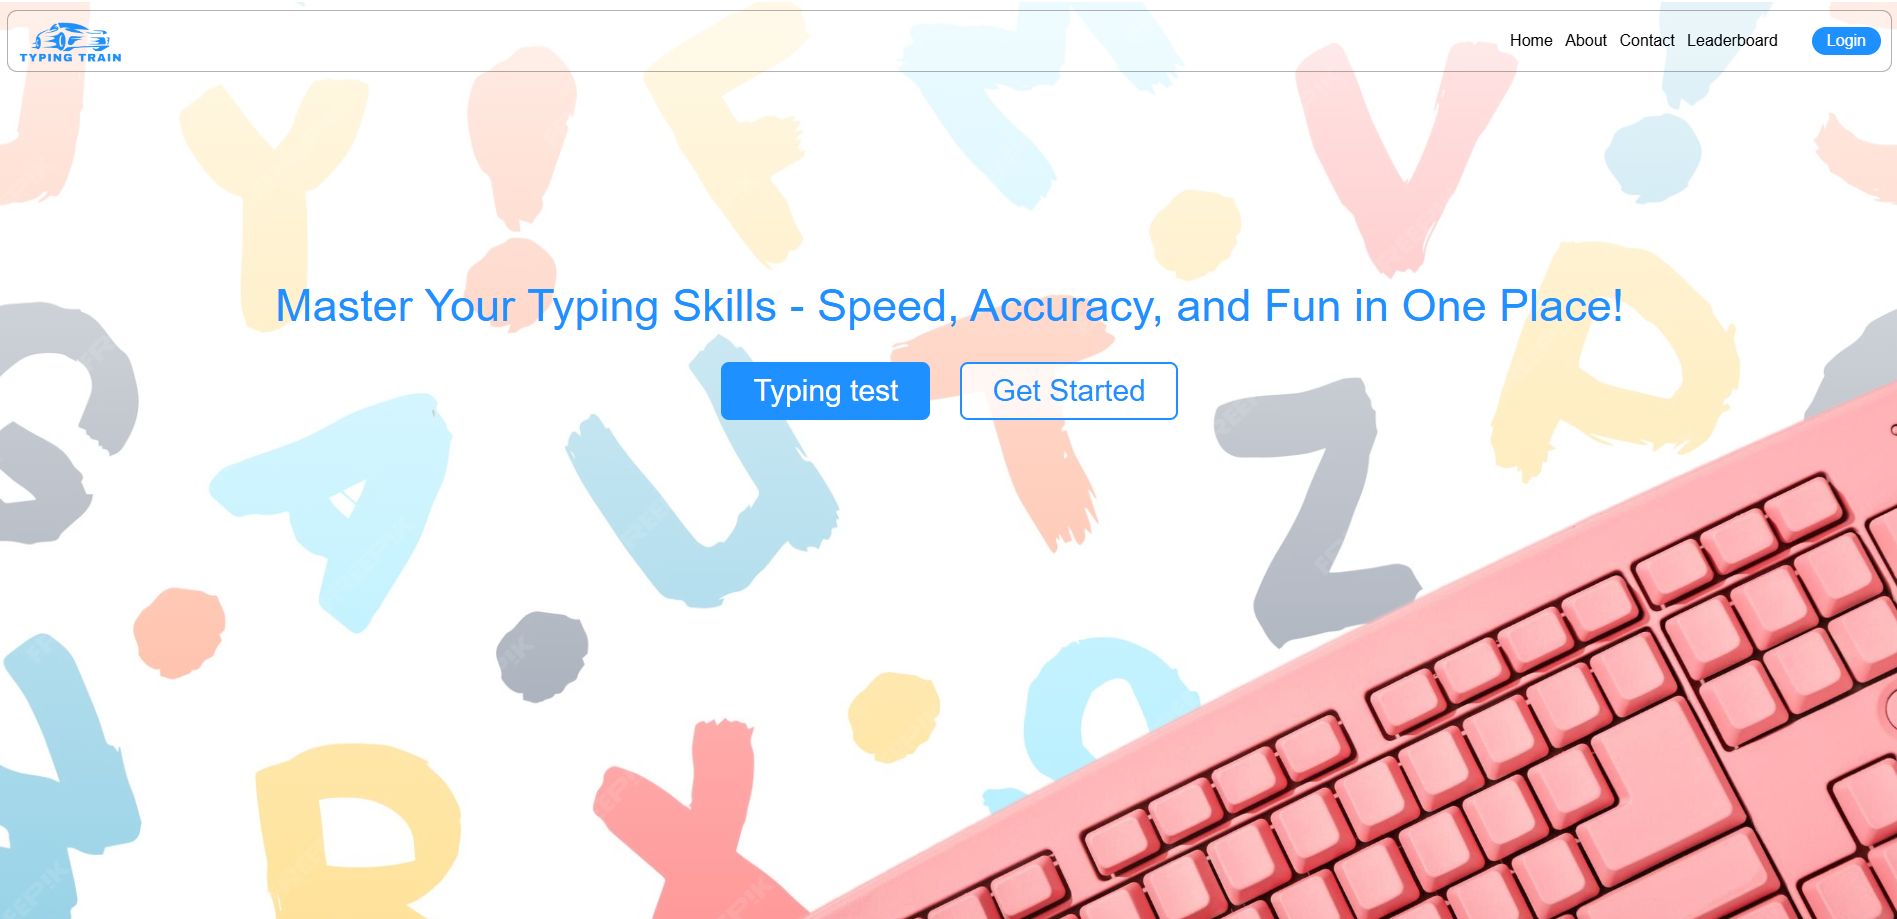 TYPING TRAIN
Home About Contact Leaderboard Login
Master Your Typing Skills - Speed, Accuracy, and Fun in One Place!
Typing test Get Started